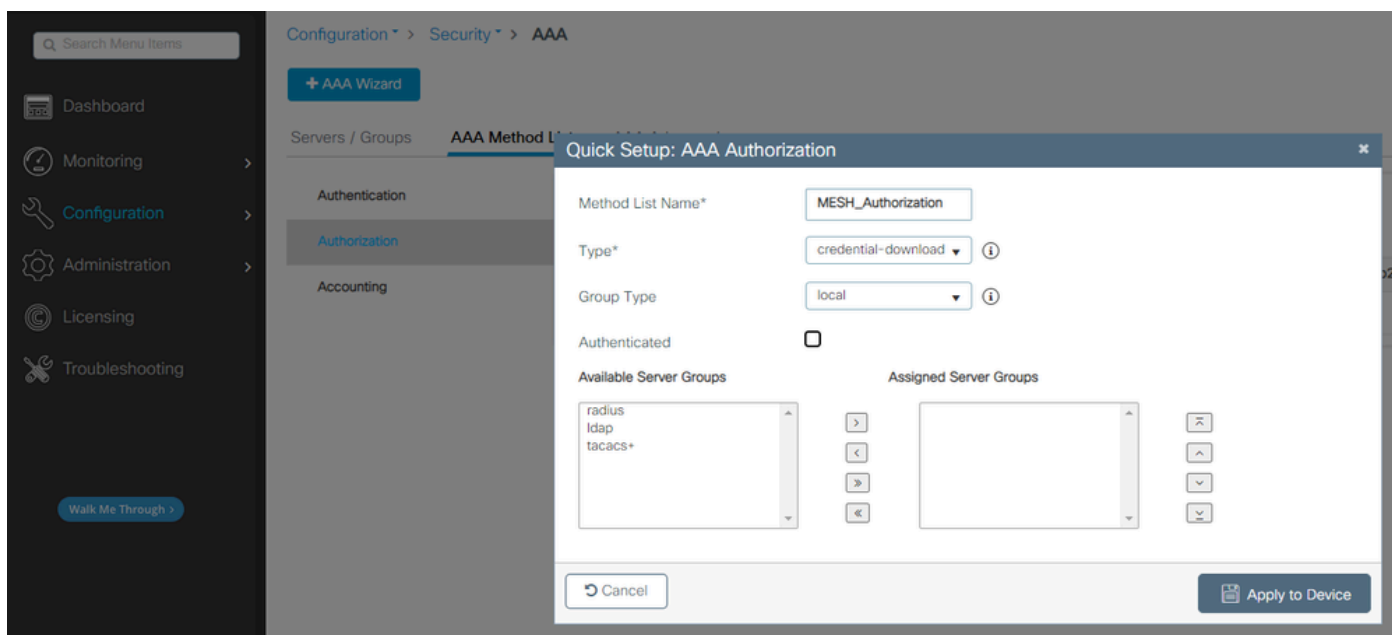 Search Menu Items
Dashboard
Monitoring
Configuration
Administration
Licensing
Troubleshooting
Walk Me Through >
Configuration > Security > AAA
+ AAA Wizard
Servers / Groups AAA Method
Authentication
Authorization
Accounting
Quick Setup: AAA Authorization
Method List Name* MESH_Authorization
Type* credential-download
Group Type local
Authenticated
Available Server Groups Assigned Server Groups
radius
ldap
tacacs+
Cancel
Apply to Device